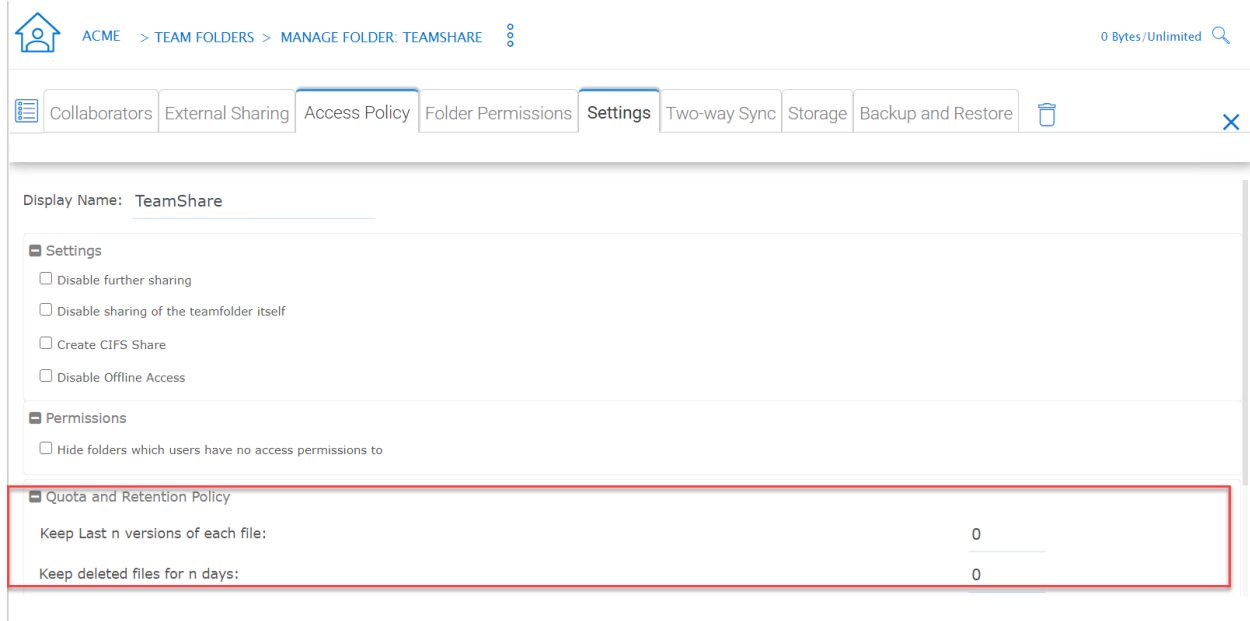 ACME > TEAM FOLDERS > MANAGE FOLDER: TEAMSHARE 0 Bytes/Unlimited
Collaborators External Sharing Access Policy Folder Permissions Settings Two-way Sync Storage Backup and Restore
Display Name: TeamShare
Settings
Disable further sharing
Disable sharing of the teamfolder itself
Create CIFS Share
Disable Offline Access
Permissions
Hide folders which users have no access permissions to
Quota and Retention Policy
Keep Last n versions of each file: 0
Keep deleted files for n days: 0